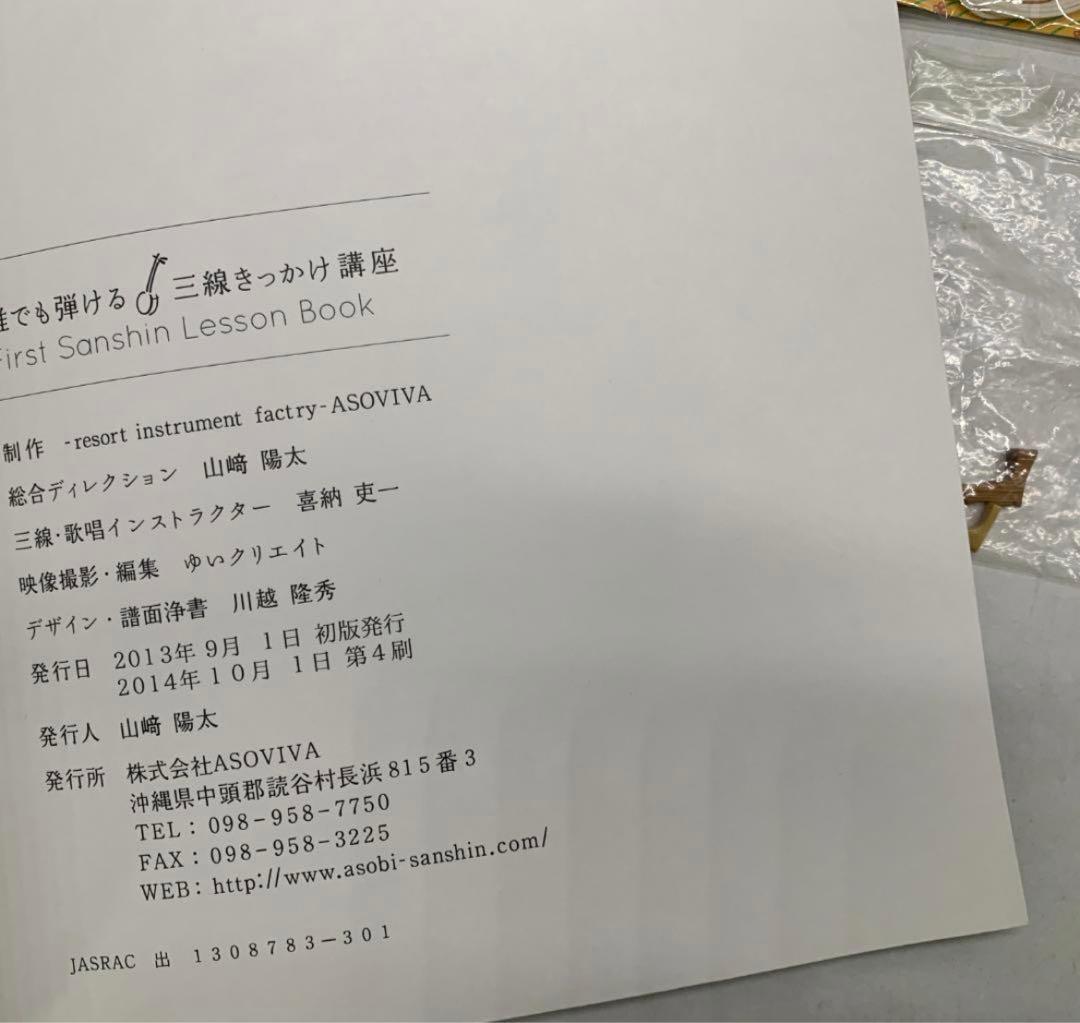 でも弾ける 三線きっかけ講座
First Sanshin Lesson Book
制作 -resort instrument factry-ASOVIVA
総合ディレクション 山﨑 陽太
三線・歌唱インストラクター 喜納 吏一
映像撮影・編集 ゆいクリエイト
デザイン・譜面浄書 川越 隆秀
発行日 2013年 9月 1日 初版発行
2014年 10月 1日 第4刷
発行人 山﨑 陽太
発行所 株式会社ASOVIVA
沖縄県中頭郡読谷村長浜815番3
TEL: 098-958-7750
FAX: 098-958-3225
WEB: http://www.asobi-sanshin.com/
JASRAC 出 1308783-301